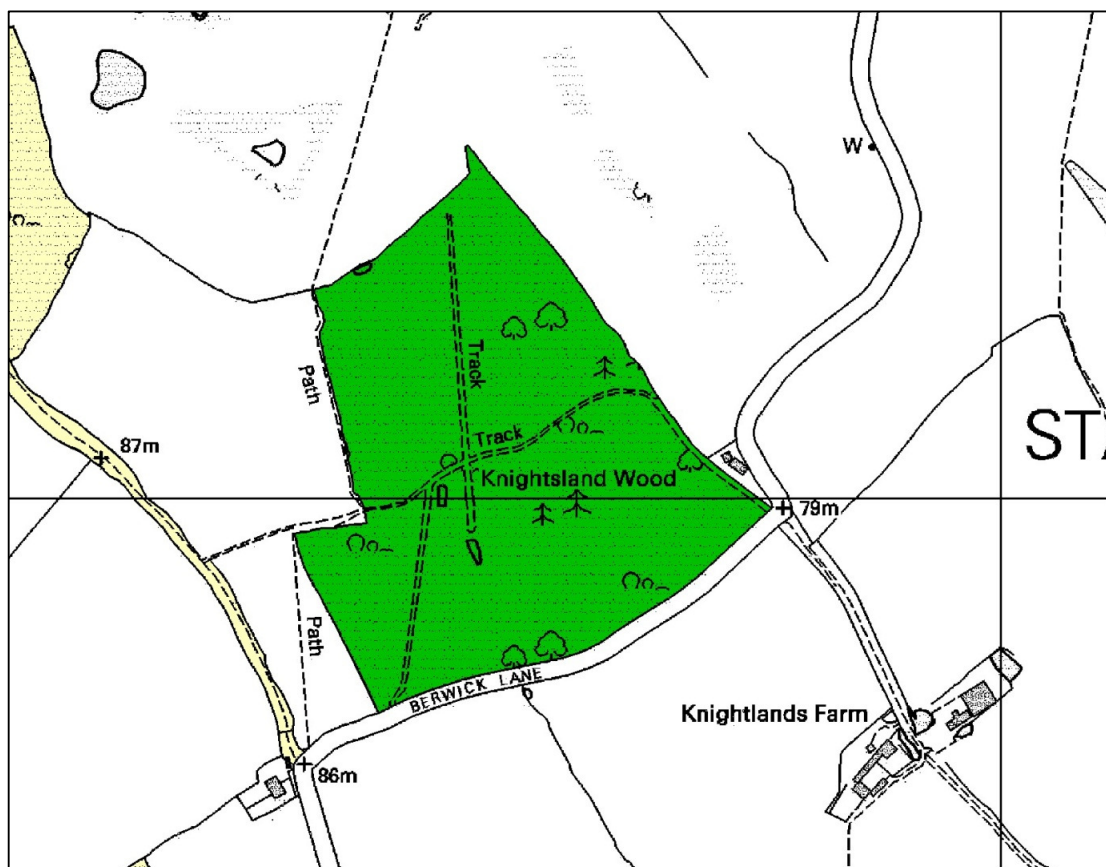 W
Path
Track
Track
87m
ST
Knightsland Wood
79m
Path
BERWICK LANE
Knightlands Farm
86m